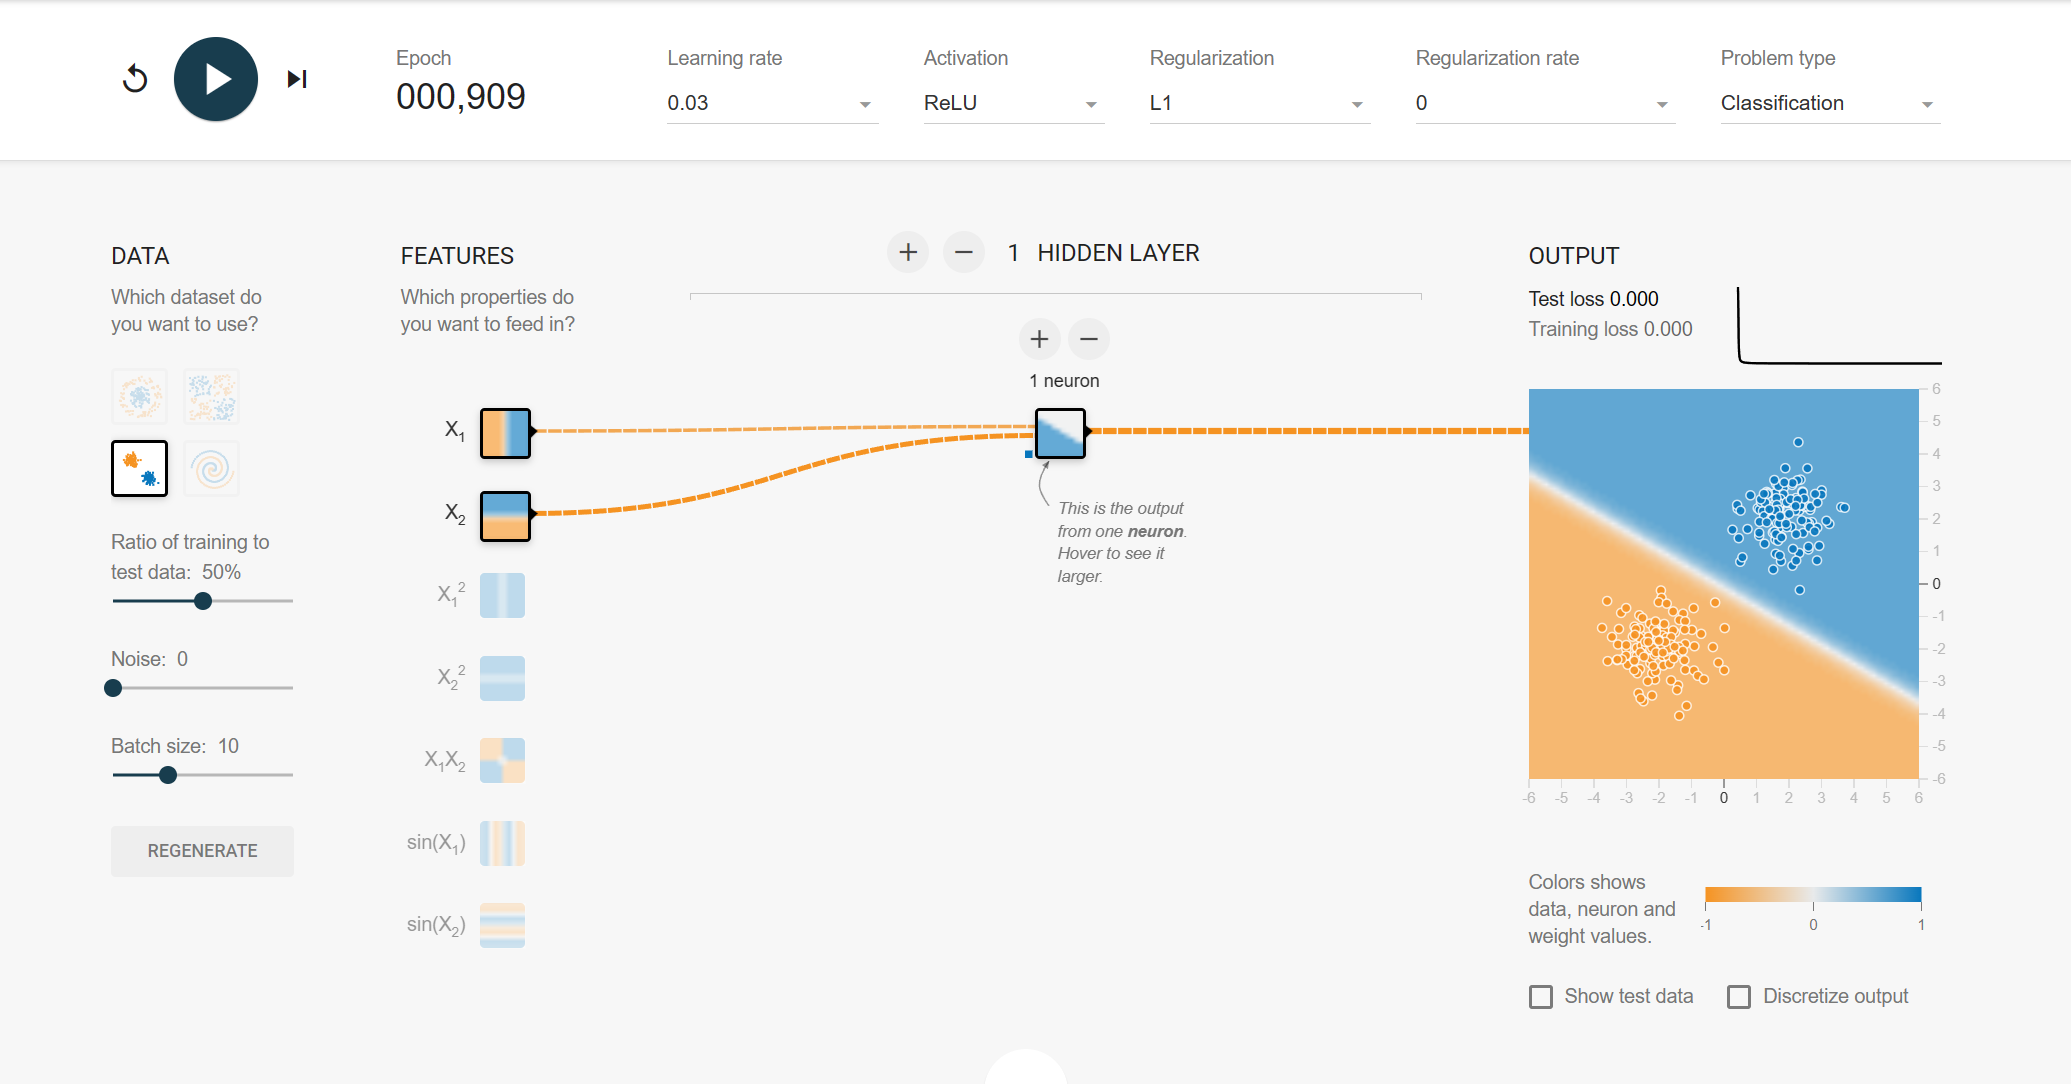 Epoch
000,909
Learning rate
0.03
Activation
ReLU
Regularization
L1
Regularization rate
0
Problem type
Classification
DATA
Which dataset do
you want to use?
Ratio of training to
test data: 50%
Noise: 0
Batch size: 10
REGENERATE
FEATURES
Which properties do
you want to feed in?
X1
X2
X1²
X2²
X1X2
sin(X1)
sin(X2)
+ − 1 HIDDEN LAYER
+ −
1 neuron
This is the output
from one neuron.
Hover to see it
larger.
OUTPUT
Test loss 0.000
Training loss 0.000
6
5
4
3
2
1
0
-1
-2
-3
-4
-5
-6
-6 -5 -4 -3 -2 -1 0 1 2 3 4 5 6
Colors shows
data, neuron and
weight values.
-1 0 1
Show test data
Discretize output